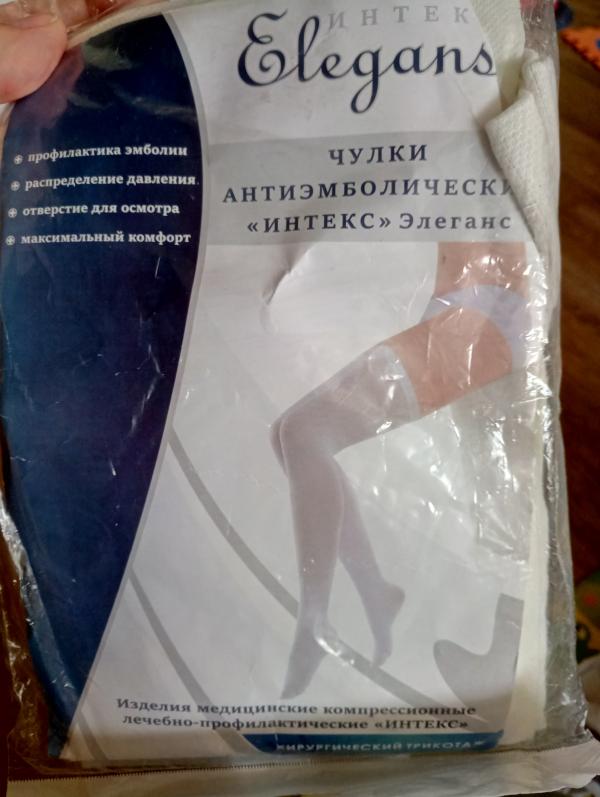 ИНТЕК
Elegans
профилактика эмболии
распределение давления
отверстие для осмотра
максимальный комфорт
ЧУЛКИ
АНТИЭМБОЛИЧЕСКИ
«ИНТЕКС» Элеганс
Изделия медицинские компрессионные
лечебно-профилактические «ИНТЕКС»
ХИРУРГИЧЕСКИЙ ТРИКОТАЖ